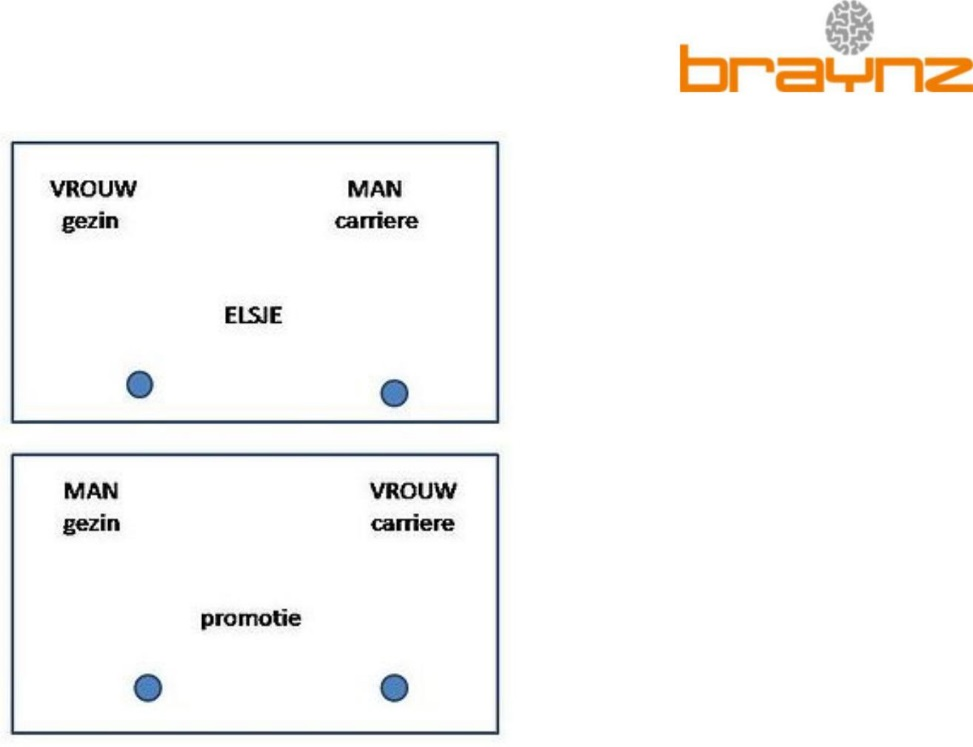 braynz
VROUW MAN
gezin carriere
ELSJE
MAN VROUW
gezin carriere
promotie